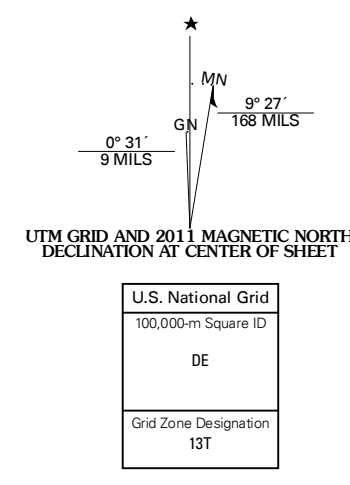 MN
GN
9° 27´
168 MILS
0° 31´
9 MILS
UTM GRID AND 2011 MAGNETIC NORTH
DECLINATION AT CENTER OF SHEET
U.S. National Grid
100,000-m Square ID
DE
Grid Zone Designation
13T